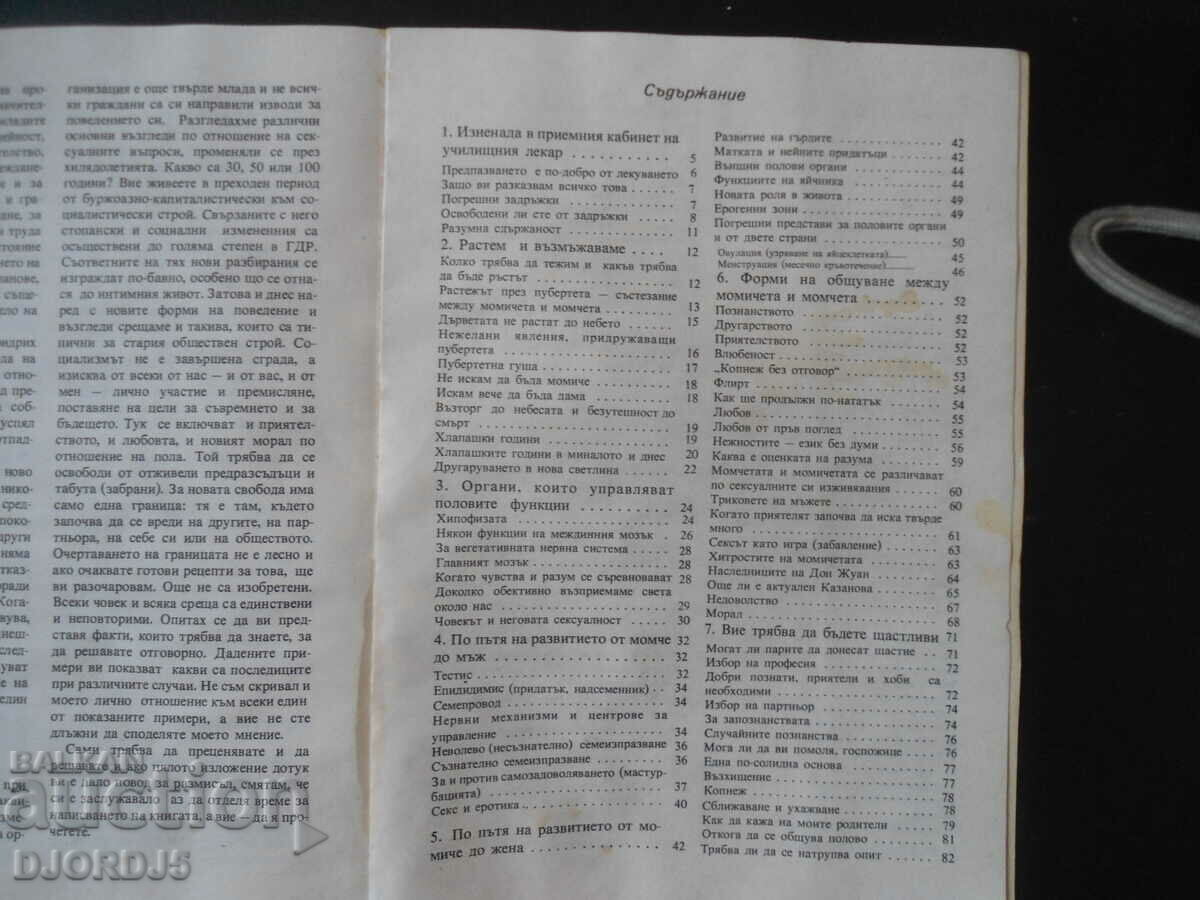 ганизация е още твърде млада и не всич-
ки граждани са си направили изводи за
поведението си. Разгледахме различни
основни възгледи по отношение на сек-
суалните въпроси, променяли се през
хилядолетията. Какво са 30, 50 или 100
години? Вие живеете в преходен период
от буржоазно-капиталистически към со-
циалистически строй. Свързаните с него
стопански и социални изменения са
осъществени до голяма степен в ГДР.
Съответните на тях нови разбирания се
изграждат по-бавно, особено що се отна-
ся до интимния живот. Затова и днес на-
ред с новите форми на поведение и
възгледи срещаме и такива, които са ти-
пични за стария обществен строй. Со-
циализмът не е завършена сграда, а
изисква от всеки от нас — и от вас, и от
мен — лично участие и премисляне,
поставяне на цели за съвремието и за
бъдещето. Тук се включват и приятел-
ството, и любовта, и новият морал по
отношение на пола. Той трябва да се
освободи от отживели предразсъдъци и
табута (забрани). За новата свобода има
само една граница: тя е там, където
започва да се вреди на другите, на пар-
тньора, на себе си или на обществото.
Очертаването на границата не е лесно и
ако очаквате готови рецепти за това, ще
ви разочаровам. Още не са изобретени.
Всеки човек и всяка среща са единствени
и неповторими. Опитах се да ви пред-
ставя факти, които трябва да знаете, за
да решавате отговорно. Дадените при-
мери ви показват какви са последиците
при различните случаи. Не съм скривал и
моето лично отношение към всеки един
от показаните примери, а вие не сте
длъжни да споделяте моето мнение.
Сами трябва да преценявате и да
решавате и ако цялото изложение дотук
ви е дало повод за размисъл, смятам, че
си е заслужавало аз да отделя време за
написването на книгата, а вие — да я про-
четете.
Съдържание
1. Изненада в приемния кабинет на
училищния лекар . . . . . . . . . . . 5
Предпазването е по-добро от лекуването 6
Защо ви разказвам всичко това . . . . . . 7
Погрешни задръжки . . . . . . . . . . . . 7
Освободени ли сте от задръжки . . . . . 8
Разумна сдържаност . . . . . . . . . . . 11
2. Растем и възмъжаваме . . . . 12
Колко трябва да тежим и какъв трябва
да бъде ръстът . . . . . . . . . . . . . 12
Растежът през пубертета — състезание
между момичета и момчета . . . . . . . . 13
Дърветата не растат до небето . . . . . 15
Нежелани явления, придружаващи
пубертета . . . . . . . . . . . . . . . . 16
Пубертетна гуша . . . . . . . . . . . . . 17
Не искам да бъда момиче . . . . . . . . 18
Искам вече да бъда дама . . . . . . . . 18
Възторг до небесата и безутешност до
смърт . . . . . . . . . . . . . . . . . . 19
Хлапашки години . . . . . . . . . . . . 19
Хлапашките години в миналото и днес 20
Другаруването в нова светлина . . . . . 22
3. Органи, които управляват
половите функции . . . . . . . . . 24
Хипофизата . . . . . . . . . . . . . . . 24
Някои функции на междинния мозък . 26
За вегетативната нервна система . . . . 28
Главният мозък . . . . . . . . . . . . . 28
Когато чувства и разум се съревновават 28
Доколко обективно възприемаме света
около нас . . . . . . . . . . . . . . . . 29
Човекът и неговата сексуалност . . . . 30
4. По пътя на развитието от момче 32
до мъж . . . . . . . . . . . . . . . . 32
Тестис . . . . . . . . . . . . . . . . . . 32
Епидидимис (придатък, надсеменник) . . 34
Семепровод . . . . . . . . . . . . . . . 34
Нервни механизми и центрове за
управление . . . . . . . . . . . . . . . 34
Неволево (несъзнателно) семеизпразване 36
Съзнателно семеизпразване . . . . . . . 36
За и против самозадоволяването (мастур-
бацията) . . . . . . . . . . . . . . . . 37
Секс и еротика . . . . . . . . . . . . . 40
5. По пътя на развитието от мо-
миче до жена . . . . . . . . . . . . 42
Развитие на гърдите . . . . . . . . . . 42
Матката и нейните придатъци . . . . . . 42
Външни полови органи . . . . . . . . . 44
Функциите на яйчника . . . . . . . . . 44
Новата роля в живота . . . . . . . . . . 49
Ерогенни зони . . . . . . . . . . . . . 49
Погрешни представи за половите органи
и от двете страни . . . . . . . . . . . 50
Овулация (узряване на яйцеклетката) 45
Менструация (месечно кръвотечение) 46
6. Форми на общуване между
момичета и момчета . . . . . . . . 52
Познанството . . . . . . . . . . . . . . 52
Другарството . . . . . . . . . . . . . . 52
Приятелството . . . . . . . . . . . . . 52
Влюбеност . . . . . . . . . . . . . . . 53
„Копнеж без отговор“ . . . . . . . . . . 53
Флирт . . . . . . . . . . . . . . . . . . 54
Как ще продължи по-нататък . . . . . . 54
Любов . . . . . . . . . . . . . . . . . . 55
Любов от пръв поглед . . . . . . . . . . 55
Нежностите — език без думи . . . . . . 56
Каква е оценката на разума . . . . . . . 59
Момчетата и момичетата се различават
по сексуалните си изживявания . . . . . 60
Триковете на мъжете . . . . . . . . . . 60
Когато приятелят започва да иска твърде
много . . . . . . . . . . . . . . . . . . 61
Сексът като игра (забавление) . . . . . 63
Хитростите на момичетата . . . . . . . 63
Наследниците на Дон Жуан . . . . . . . 64
Още ли е актуален Казанова . . . . . . 65
Недоволство . . . . . . . . . . . . . . 67
Морал . . . . . . . . . . . . . . . . . . 68
7. Вие трябва да бъдете щастливи 71
Могат ли парите да донесат щастие . . 71
Избор на професия . . . . . . . . . . . 72
Добри познати, приятели и хоби са
необходими . . . . . . . . . . . . . . . 72
Избор на партньор . . . . . . . . . . . 74
За запознанствата . . . . . . . . . . . 74
Случайните познанства . . . . . . . . . 76
Мога ли да ви помоля, госпожице . . . 76
Една по-солидна основа . . . . . . . . 77
Възхищение . . . . . . . . . . . . . . . 77
Копнеж . . . . . . . . . . . . . . . . . 78
Сближаване и ухажване . . . . . . . . . 78
Как да кажа на моите родители . . . . 79
Откога да се общува полово . . . . . . 81
Трябва ли да се натрупва опит . . . . . 82
BALKAN
auction
DJORDJ5